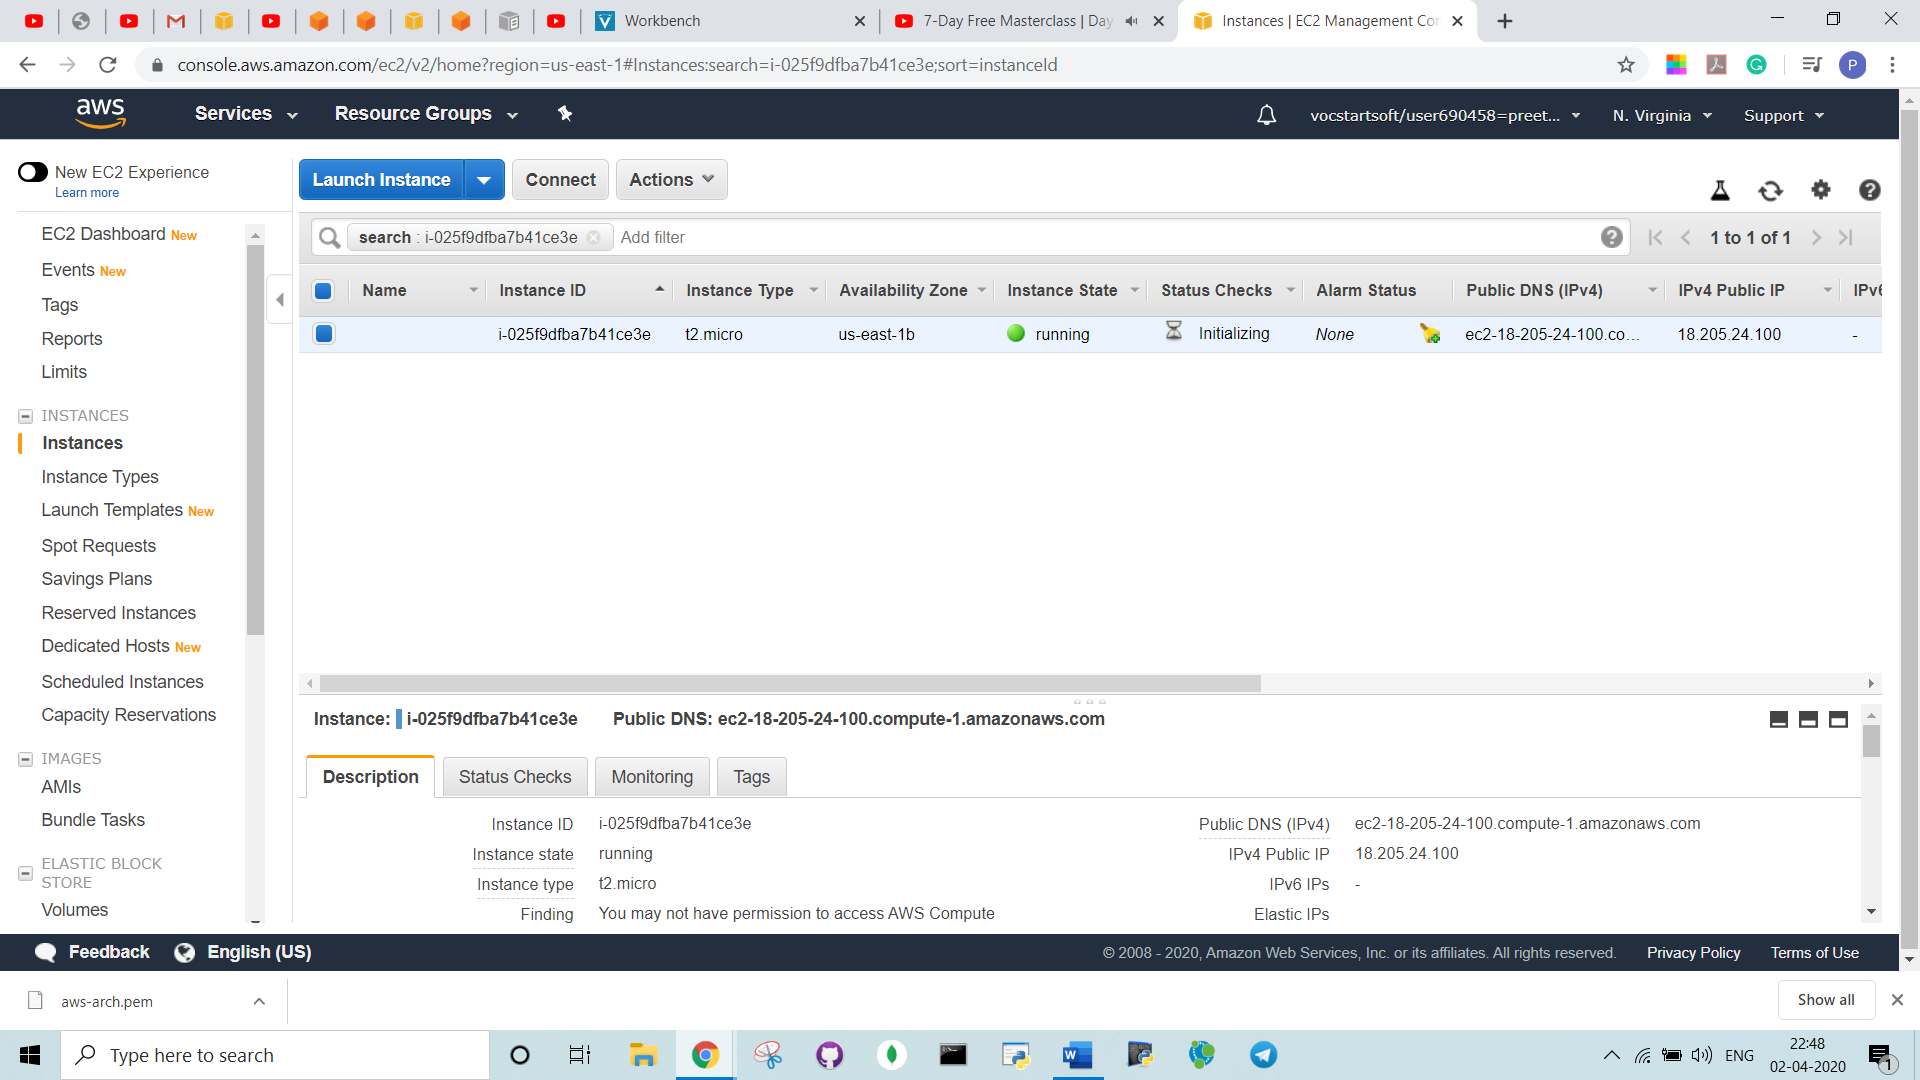 Workbench
7-Day Free Masterclass | Day
Instances | EC2 Management Con
console.aws.amazon.com/ec2/v2/home?region=us-east-1#Instances:search=i-025f9dfba7b41ce3e;sort=instanceId
P
aws
Services
Resource Groups
vocstartsoft/user690458=preet...
N. Virginia
Support
New EC2 Experience
Learn more
Launch Instance
Connect
Actions
search : i-025f9dfba7b41ce3e
Add filter
1 to 1 of 1
Name
Instance ID
Instance Type
Availability Zone
Instance State
Status Checks
Alarm Status
Public DNS (IPv4)
IPv4 Public IP
IPv6
i-025f9dfba7b41ce3e
t2.micro
us-east-1b
running
Initializing
None
ec2-18-205-24-100.co...
18.205.24.100
-
EC2 Dashboard New
Events New
Tags
Reports
Limits
INSTANCES
Instances
Instance Types
Launch Templates New
Spot Requests
Savings Plans
Reserved Instances
Dedicated Hosts New
Scheduled Instances
Capacity Reservations
IMAGES
AMIs
Bundle Tasks
ELASTIC BLOCK
STORE
Volumes
Instance: i-025f9dfba7b41ce3e
Public DNS: ec2-18-205-24-100.compute-1.amazonaws.com
Description
Status Checks
Monitoring
Tags
Instance ID
i-025f9dfba7b41ce3e
Public DNS (IPv4)
ec2-18-205-24-100.compute-1.amazonaws.com
Instance state
running
IPv4 Public IP
18.205.24.100
Instance type
t2.micro
IPv6 IPs
-
Finding
You may not have permission to access AWS Compute
Elastic IPs
Feedback
English (US)
© 2008 - 2020, Amazon Web Services, Inc. or its affiliates. All rights reserved.
Privacy Policy
Terms of Use
aws-arch.pem
Show all
Type here to search
ENG
22:48
02-04-2020
1